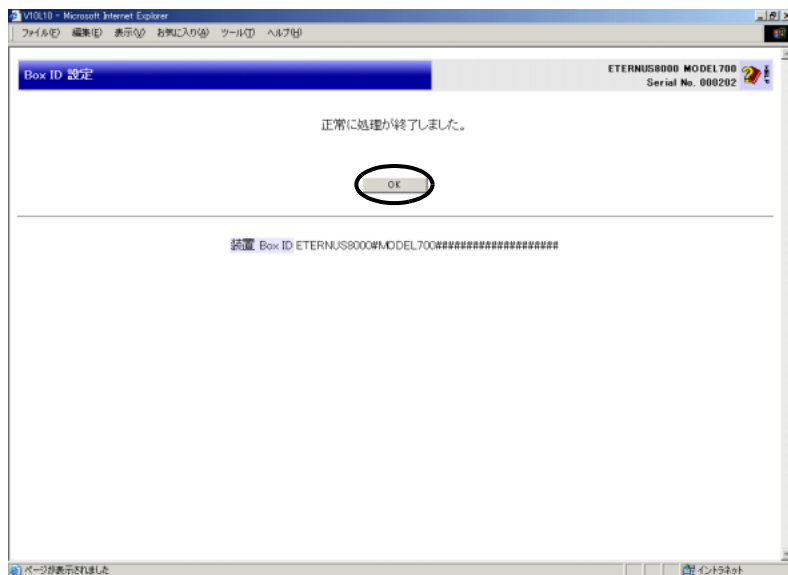 V10L10 - Microsoft Internet Explorer
ファイル(F) 編集(E) 表示(V) お気に入り(A) ツール(T) ヘルプ(H)
Box ID 設定
ETERNUS8000 MODEL700
Serial No. 000202
ヘルプ
正常に処理が終了しました。
OK
装置 Box ID ETERNUS8000#MODEL700####################
ページが表示されました
イントラネット